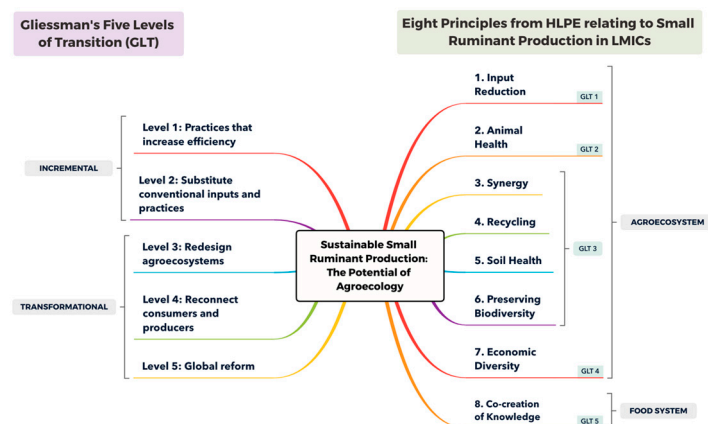 Gliessman's Five Levels
of Transition (GLT)
Eight Principles from HLPE relating to Small
Ruminant Production in LMICs
INCREMENTAL
Level 1: Practices that
increase efficiency
Level 2: Substitute
conventional inputs and
practices
TRANSFORMATIONAL
Level 3: Redesign
agroecosystems
Level 4: Reconnect
consumers and
producers
Level 5: Global reform
Sustainable Small
Ruminant Production:
The Potential of
Agroecology
1. Input
Reduction
GLT 1
2. Animal
Health
GLT 2
3. Synergy
4. Recycling
5. Soil Health
6. Preserving
Biodiversity
GLT 3
7. Economic
Diversity
GLT 4
AGROECOSYSTEM
8. Co-creation
of Knowledge
GLT 5
FOOD SYSTEM